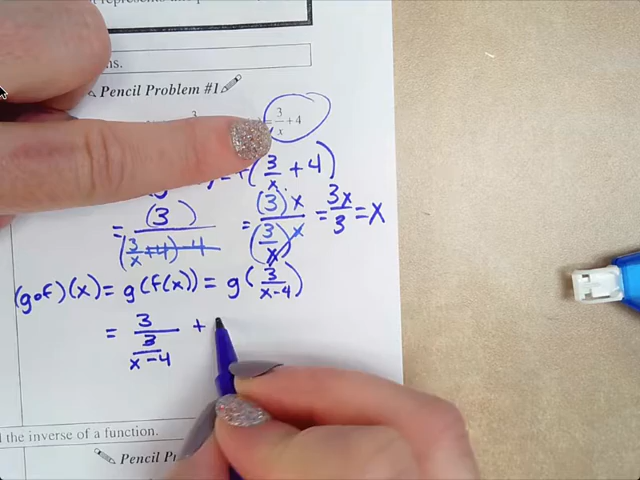 represents
ns.
Pencil Problem #1
3/x + 4
(3/x + 4)
= (3)/((3/x + 4) - 4) = (3)x/((3/x)x) = 3x/3 = x
(g∘f)(x) = g(f(x)) = g(3/(x-4))
= 3/(3/(x-4)) +
d the inverse of a function.
Pencil Pr